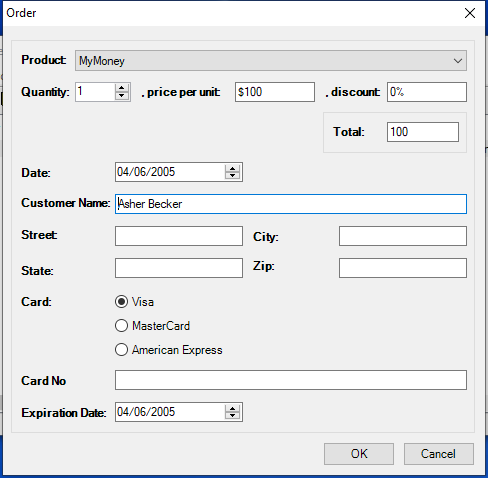 Order
Product: MyMoney
Quantity: 1 , price per unit: $100 , discount: 0%
Total: 100
Date: 04/06/2005
Customer Name: Asher Becker
Street: City:
State: Zip:
Card: Visa
MasterCard
American Express
Card No
Expiration Date: 04/06/2005
OK Cancel